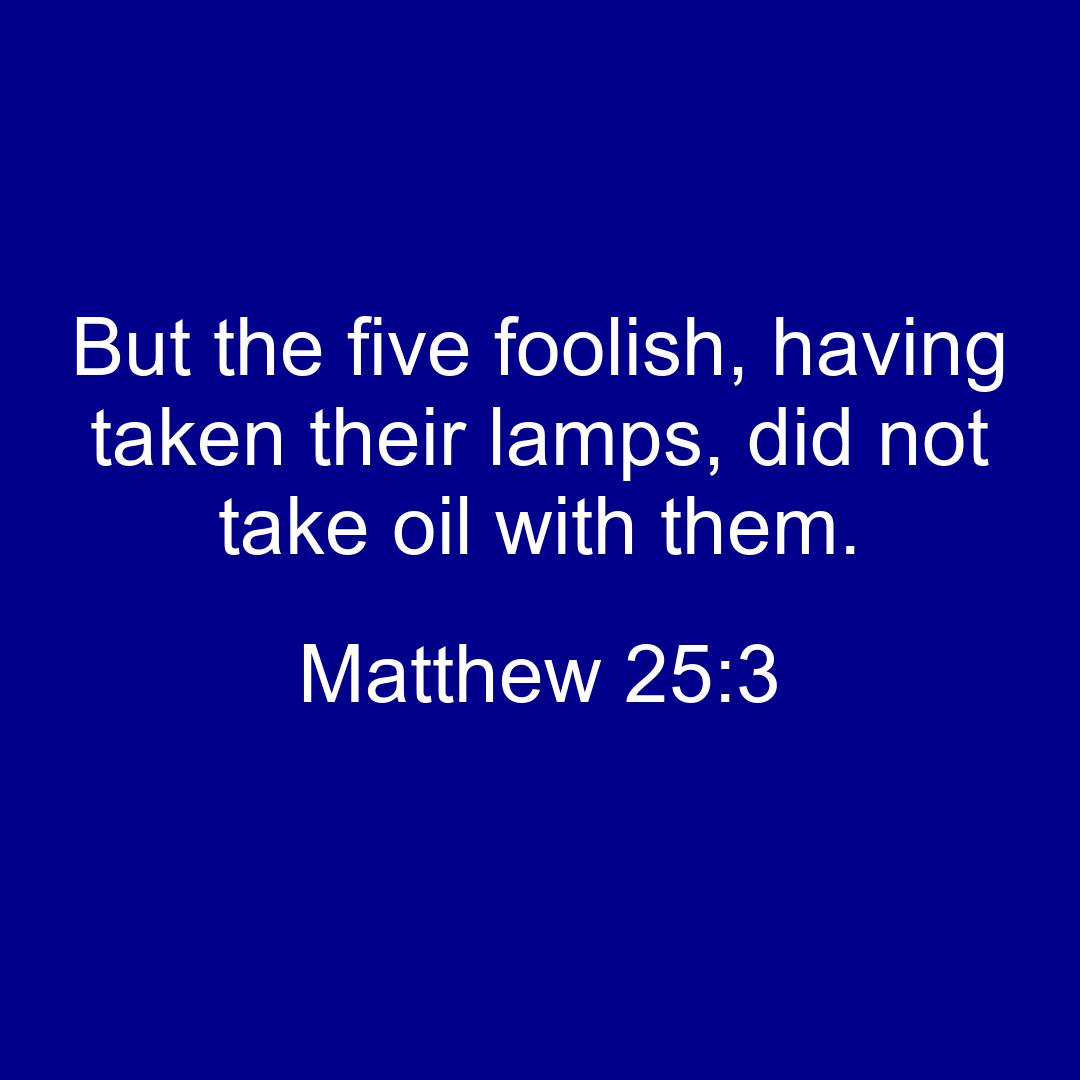 But the five foolish, having
taken their lamps, did not
take oil with them.
Matthew 25:3